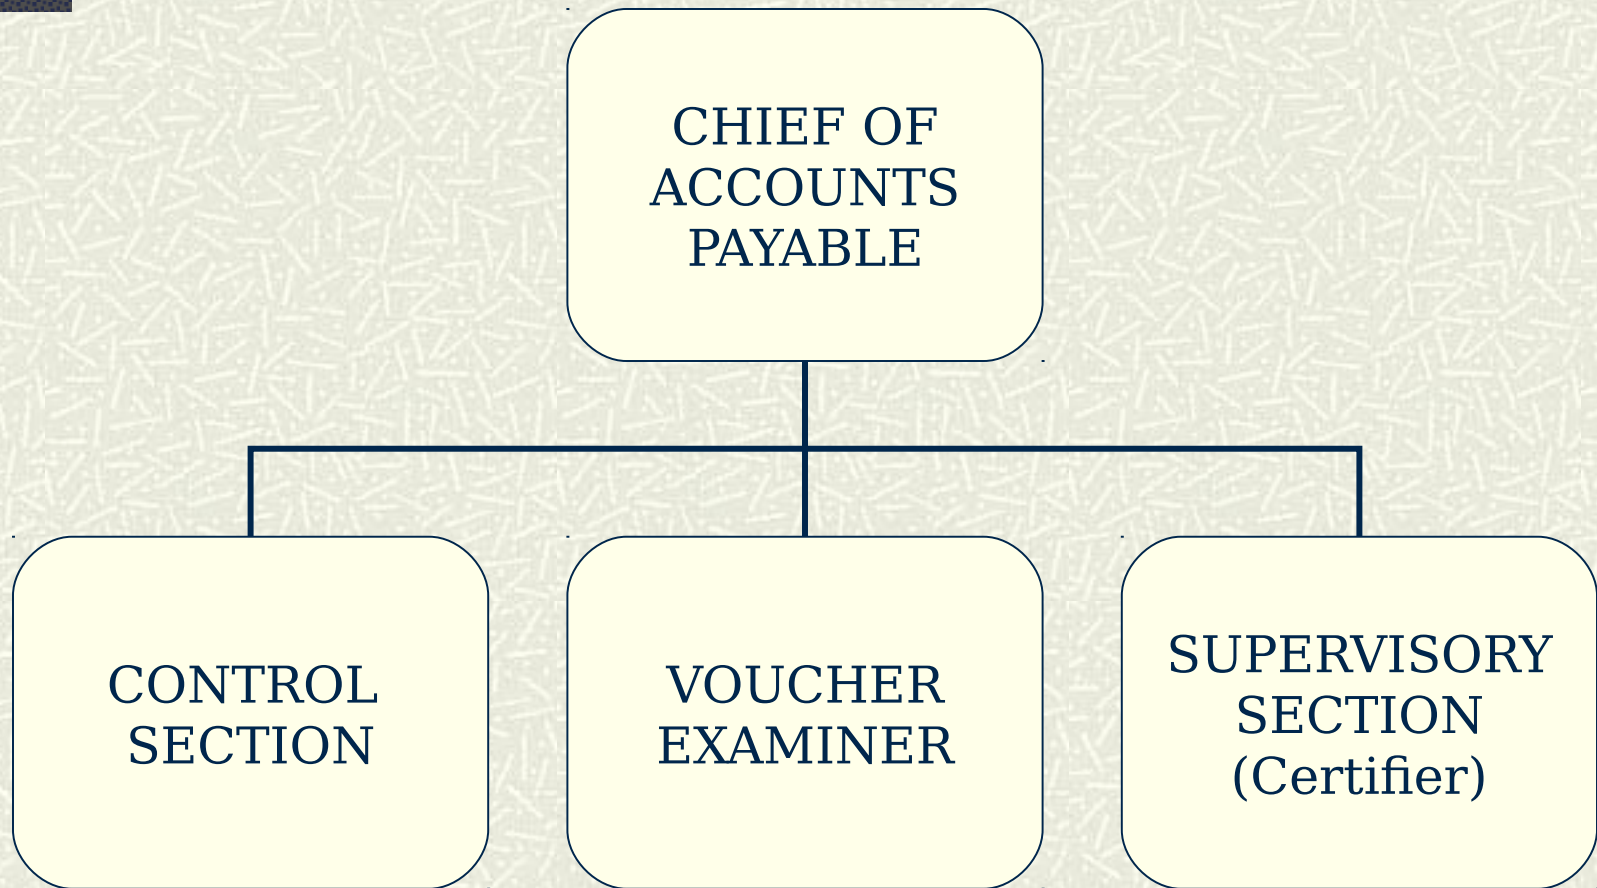 CHIEF OF
ACCOUNTS
PAYABLE
CONTROL
SECTION
VOUCHER
EXAMINER
SUPERVISORY
SECTION
(Certifier)